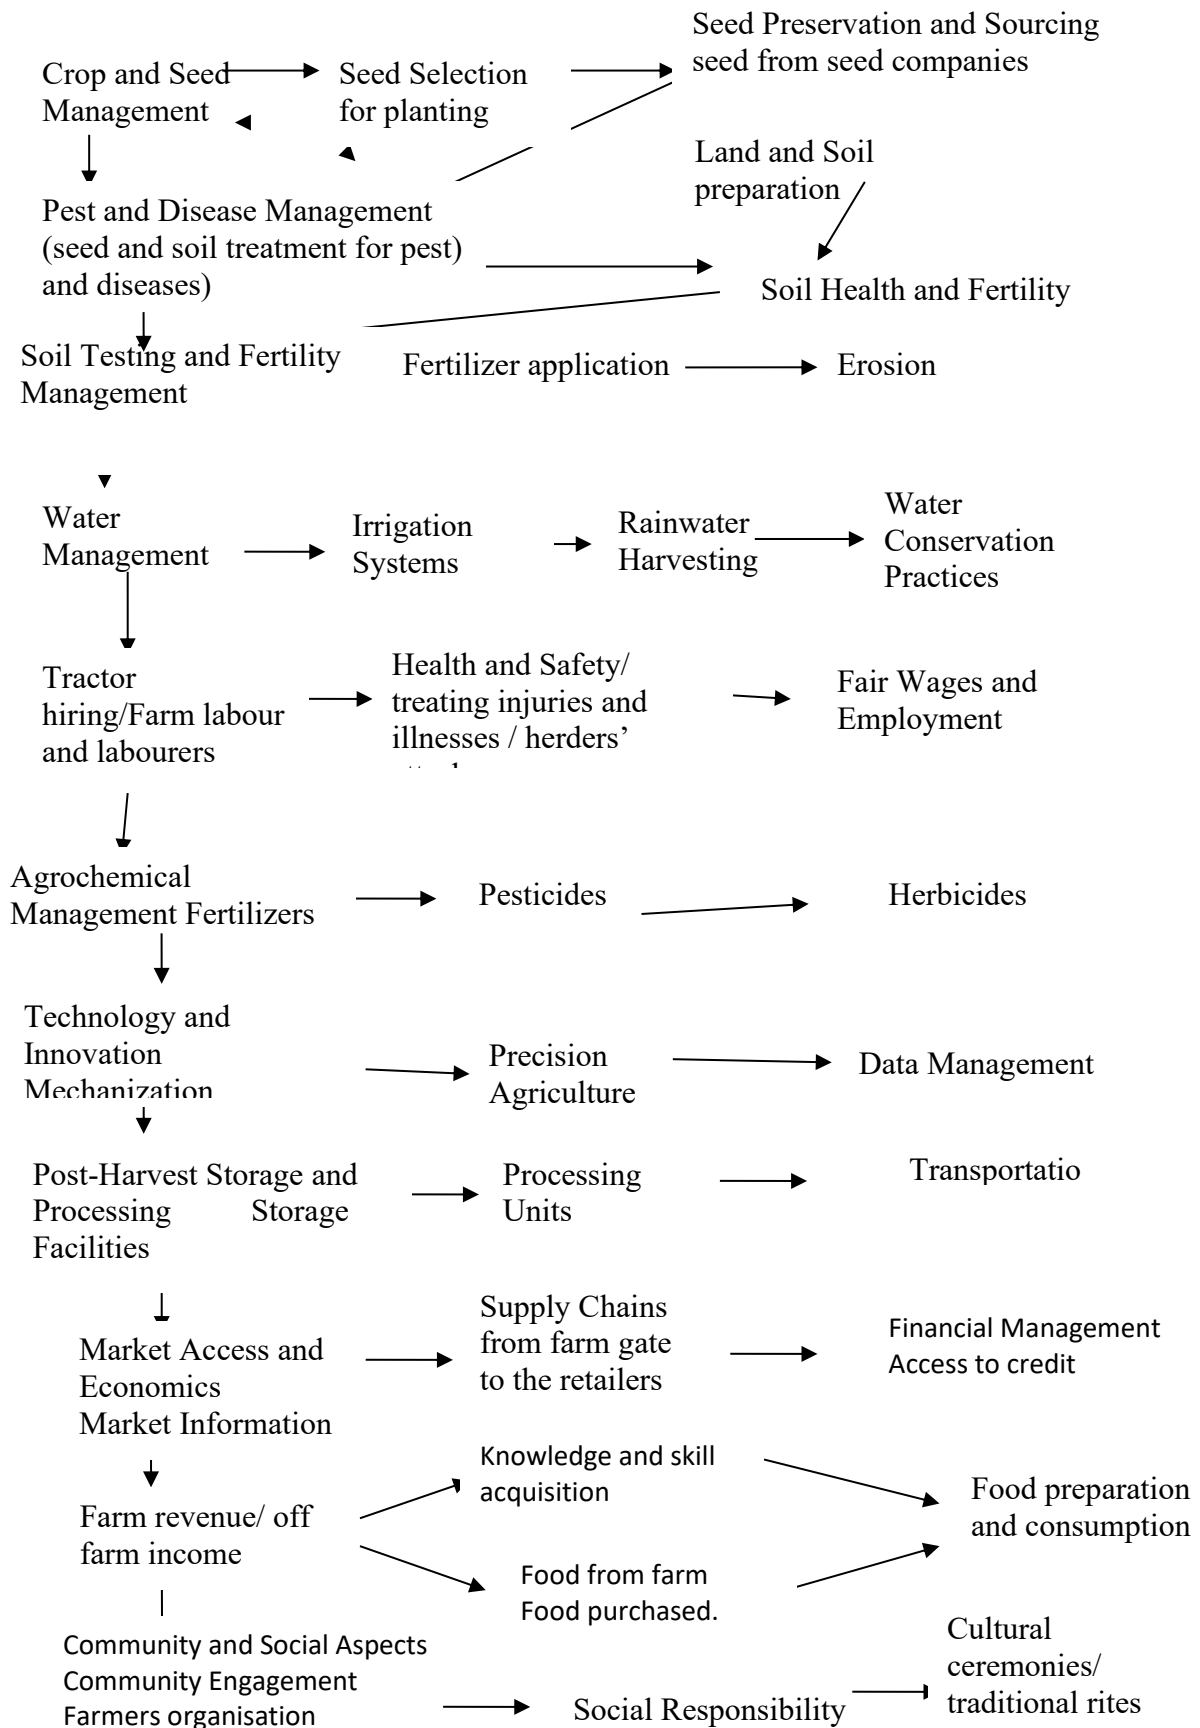 Seed Preservation and Sourcing
seed from seed companies
Crop and Seed
Management
Seed Selection
for planting
Land and Soil
preparation
Pest and Disease Management
(seed and soil treatment for pest)
and diseases)
Soil Health and Fertility
Soil Testing and Fertility
Management
Fertilizer application
Erosion
Water
Management
Irrigation
Systems
Rainwater
Harvesting
Water
Conservation
Practices
Tractor
hiring/Farm labour
and labourers
Health and Safety/
treating injuries and
illnesses / herders’
Fair Wages and
Employment
Agrochemical
Management Fertilizers
Pesticides
Herbicides
Technology and
Innovation
Mechanization
Precision
Agriculture
Data Management
Post-Harvest Storage and
Processing Storage
Facilities
Processing
Units
Transportatio
Market Access and
Economics
Market Information
Supply Chains
from farm gate
to the retailers
Financial Management
Access to credit
Farm revenue/ off
farm income
Knowledge and skill
acquisition
Food from farm
Food purchased.
Food preparation
and consumption
Community and Social Aspects
Community Engagement
Farmers organisation
Social Responsibility
Cultural
ceremonies/
traditional rites